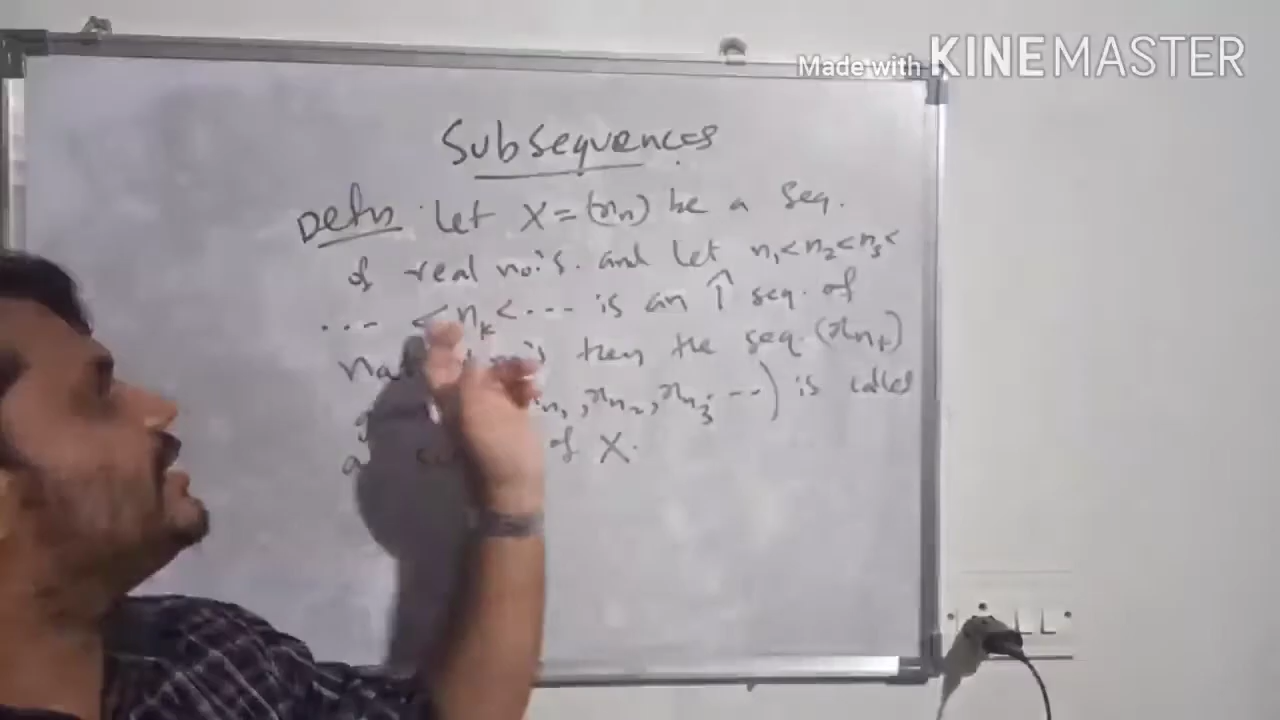 Made with KINEMASTER
Subsequences
Defn. Let X = (xn) be a seq.
of real no.'s. and let n1 < n2 < n3 <
... < nk < ... is an ↑ seq. of
then the seq. (xnk)
xn2, xn3, ...) is called
a of X.